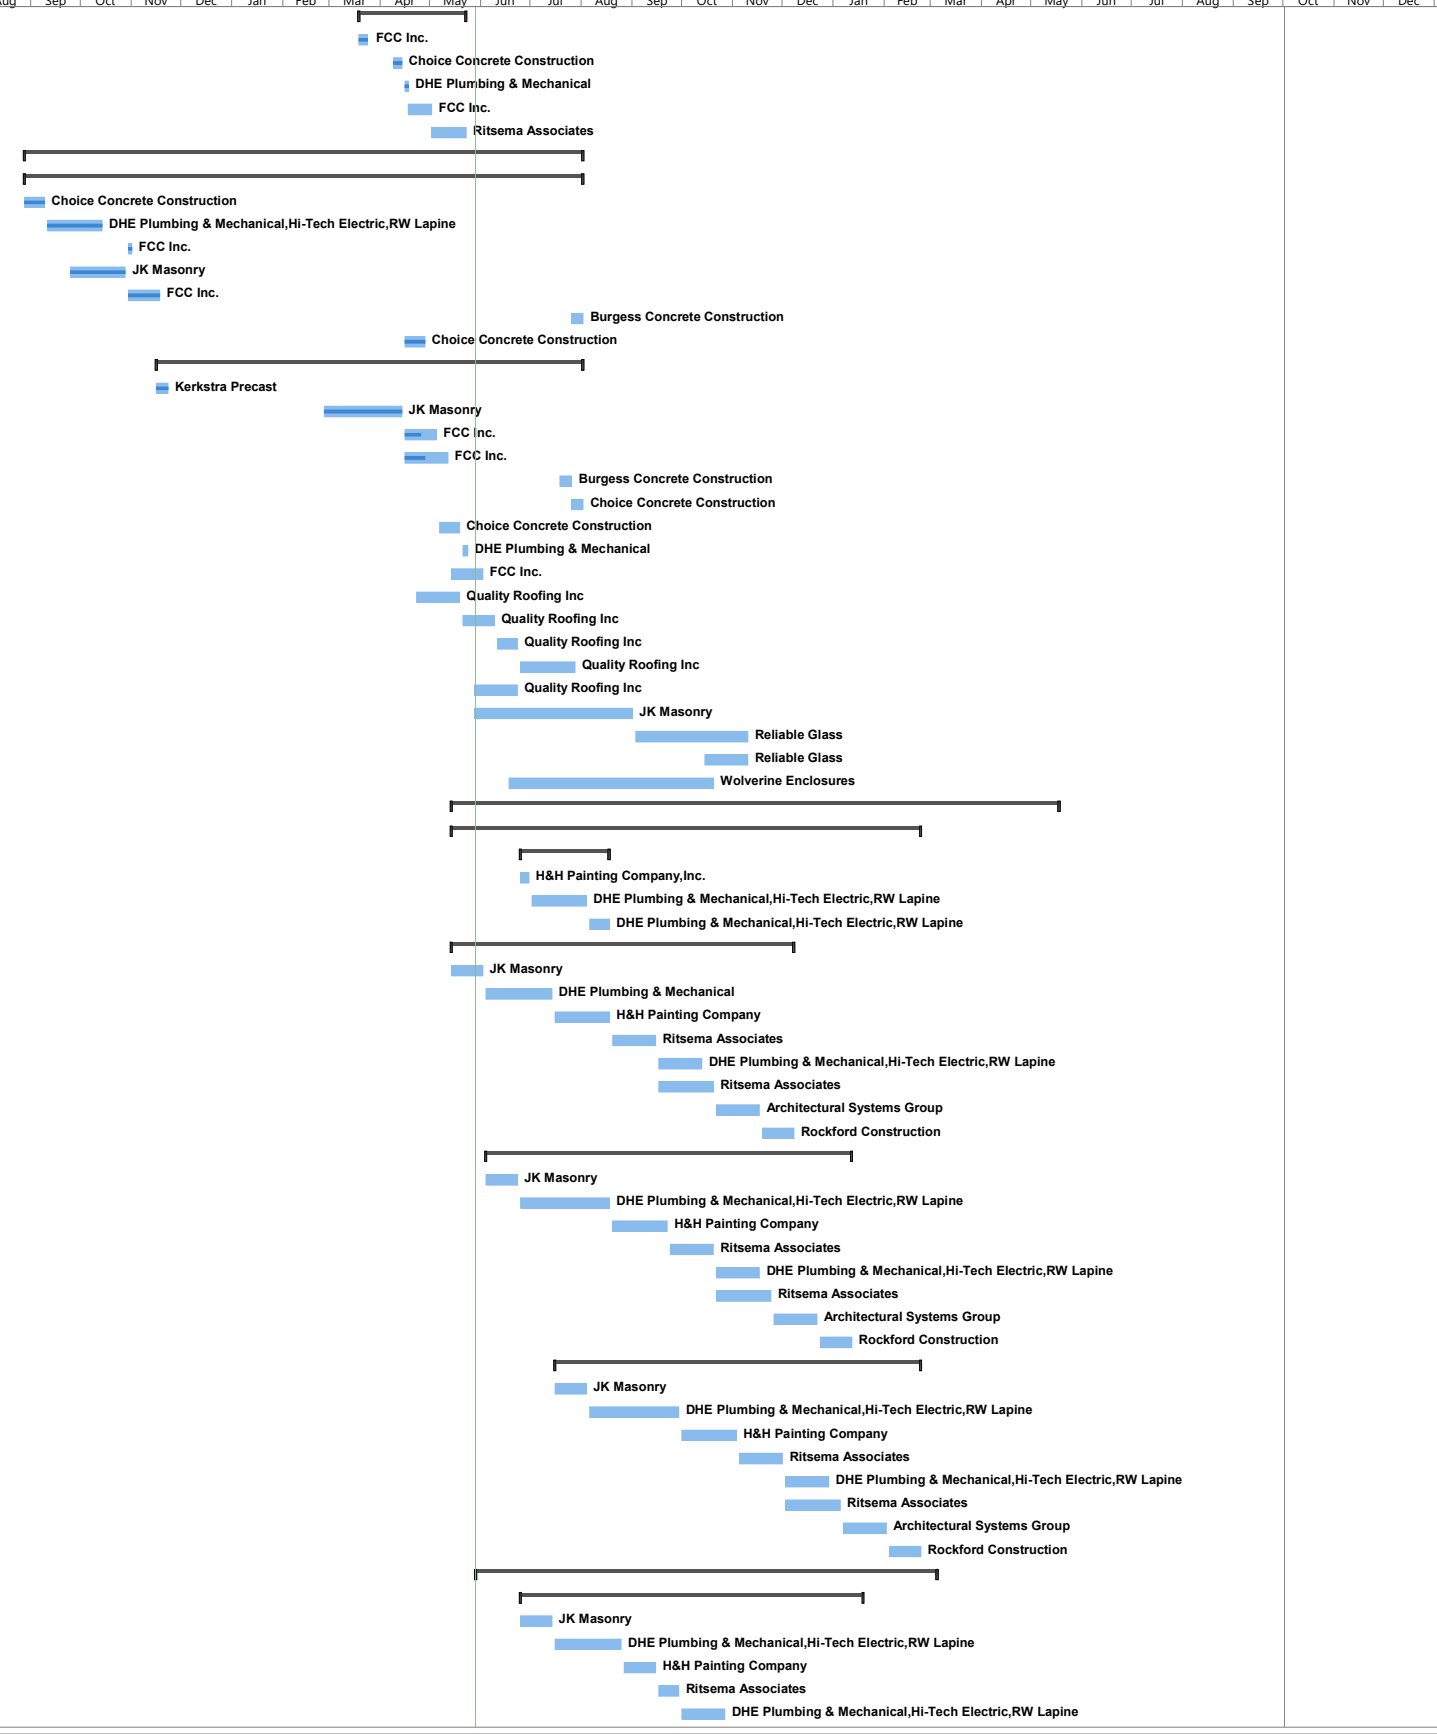 Aug Sep Oct Nov Dec Jan Feb Mar Apr May Jun Jul Aug Sep Oct Nov Dec Jan Feb Mar Apr May Jun Jul Aug Sep Oct Nov Dec
FCC Inc.
Choice Concrete Construction
DHE Plumbing & Mechanical
FCC Inc.
Ritsema Associates
Choice Concrete Construction
DHE Plumbing & Mechanical,Hi-Tech Electric,RW Lapine
FCC Inc.
JK Masonry
FCC Inc.
Burgess Concrete Construction
Choice Concrete Construction
Kerkstra Precast
JK Masonry
FCC Inc.
FCC Inc.
Burgess Concrete Construction
Choice Concrete Construction
Choice Concrete Construction
DHE Plumbing & Mechanical
FCC Inc.
Quality Roofing Inc
Quality Roofing Inc
Quality Roofing Inc
Quality Roofing Inc
Quality Roofing Inc
JK Masonry
Reliable Glass
Reliable Glass
Wolverine Enclosures
H&H Painting Company,Inc.
DHE Plumbing & Mechanical,Hi-Tech Electric,RW Lapine
DHE Plumbing & Mechanical,Hi-Tech Electric,RW Lapine
JK Masonry
DHE Plumbing & Mechanical
H&H Painting Company
Ritsema Associates
DHE Plumbing & Mechanical,Hi-Tech Electric,RW Lapine
Ritsema Associates
Architectural Systems Group
Rockford Construction
JK Masonry
DHE Plumbing & Mechanical,Hi-Tech Electric,RW Lapine
H&H Painting Company
Ritsema Associates
DHE Plumbing & Mechanical,Hi-Tech Electric,RW Lapine
Ritsema Associates
Architectural Systems Group
Rockford Construction
JK Masonry
DHE Plumbing & Mechanical,Hi-Tech Electric,RW Lapine
H&H Painting Company
Ritsema Associates
DHE Plumbing & Mechanical,Hi-Tech Electric,RW Lapine
Ritsema Associates
Architectural Systems Group
Rockford Construction
JK Masonry
DHE Plumbing & Mechanical,Hi-Tech Electric,RW Lapine
H&H Painting Company
Ritsema Associates
DHE Plumbing & Mechanical,Hi-Tech Electric,RW Lapine